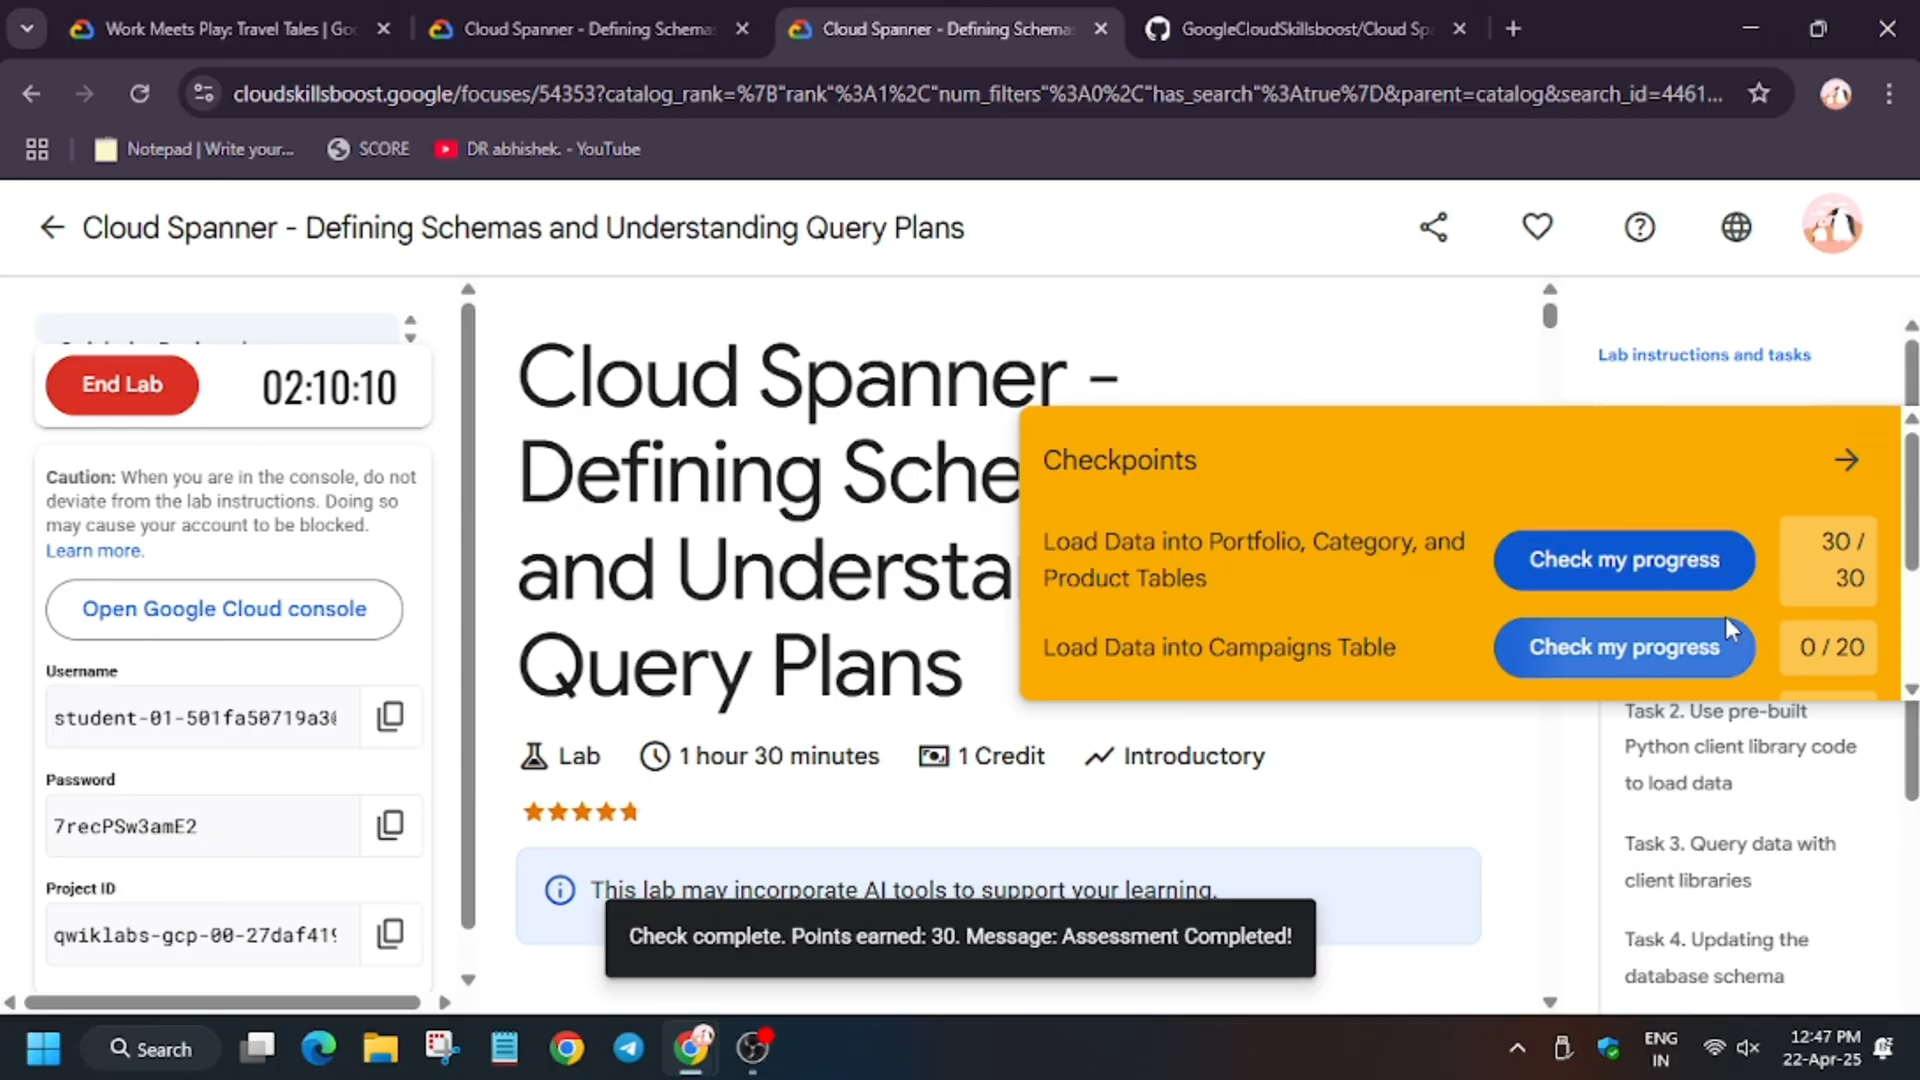 Work Meets Play: Travel Tales | Go
Cloud Spanner - Defining Schema
Cloud Spanner - Defining Schema
GoogleCloudSkillsboost/Cloud Sp
cloudskillsboost.google/focuses/54353?catalog_rank=%7B"rank"%3A1%2C"num_filters"%3A0%2C"has_search"%3Atrue%7D&parent=catalog&search_id=4461...
Notepad | Write your...
SCORE
DR abhishek. - YouTube
Cloud Spanner - Defining Schemas and Understanding Query Plans
End Lab
02:10:10
Caution: When you are in the console, do not
deviate from the lab instructions. Doing so
may cause your account to be blocked.
Learn more.
Open Google Cloud console
Username
student-01-501fa50719a3
Password
7recPSw3amE2
Project ID
qwiklabs-gcp-00-27daf419
Cloud Spanner -
Defining Sche
and Understa
Query Plans
Lab
1 hour 30 minutes
1 Credit
Introductory
This lab may incorporate AI tools to support your learning.
Check complete. Points earned: 30. Message: Assessment Completed!
Lab instructions and tasks
Checkpoints
Load Data into Portfolio, Category, and
Product Tables
Check my progress
30 /
30
Load Data into Campaigns Table
Check my progress
0 / 20
Task 2. Use pre-built
Python client library code
to load data
Task 3. Query data with
client libraries
Task 4. Updating the
database schema
Search
ENG
IN
12:47 PM
22-Apr-25